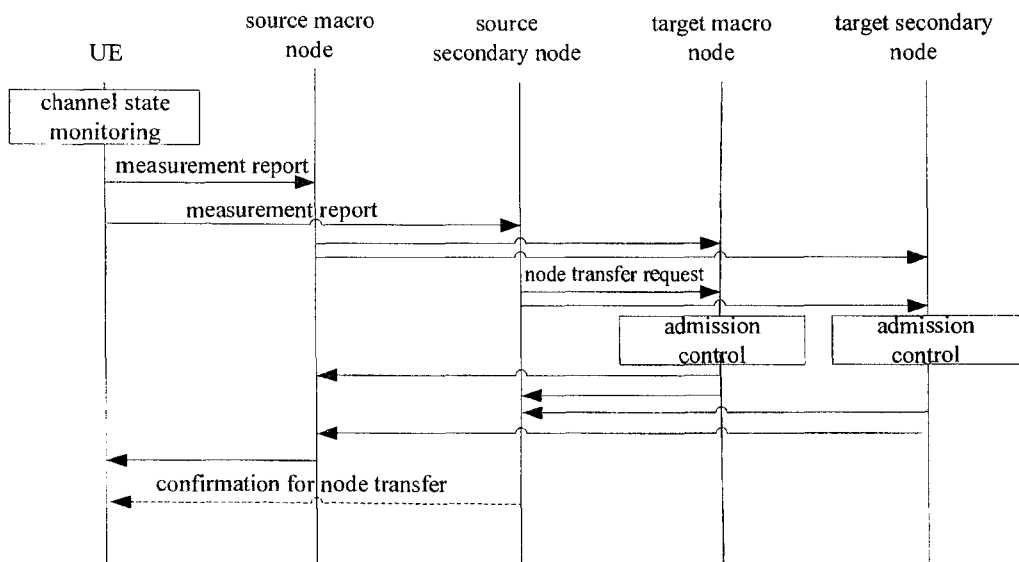 UE
source macro
node
source
secondary node
target macro
node
target secondary
node
channel state
monitoring
measurement report
measurement report
node transfer request
admission
control
admission
control
confirmation for node transfer